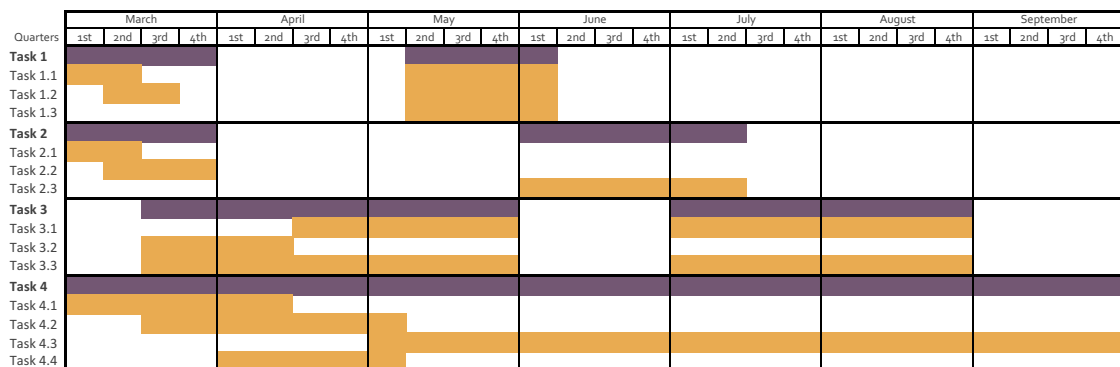 March April May June July August September
Quarters 1st 2nd 3rd 4th 1st 2nd 3rd 4th 1st 2nd 3rd 4th 1st 2nd 3rd 4th 1st 2nd 3rd 4th 1st 2nd 3rd 4th 1st 2nd 3rd 4th
Task 1
Task 1.1
Task 1.2
Task 1.3
Task 2
Task 2.1
Task 2.2
Task 2.3
Task 3
Task 3.1
Task 3.2
Task 3.3
Task 4
Task 4.1
Task 4.2
Task 4.3
Task 4.4